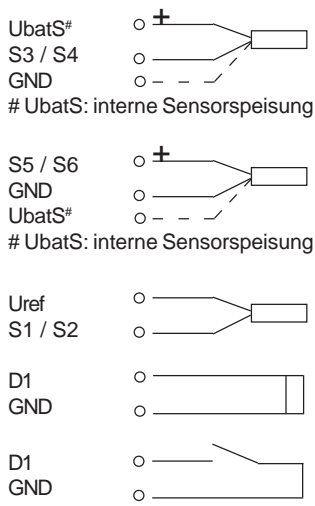 UbatS#
S3 / S4
GND
# UbatS: interne Sensorspeisung
S5 / S6
GND
UbatS#
# UbatS: interne Sensorspeisung
Uref
S1 / S2
D1
GND
D1
GND